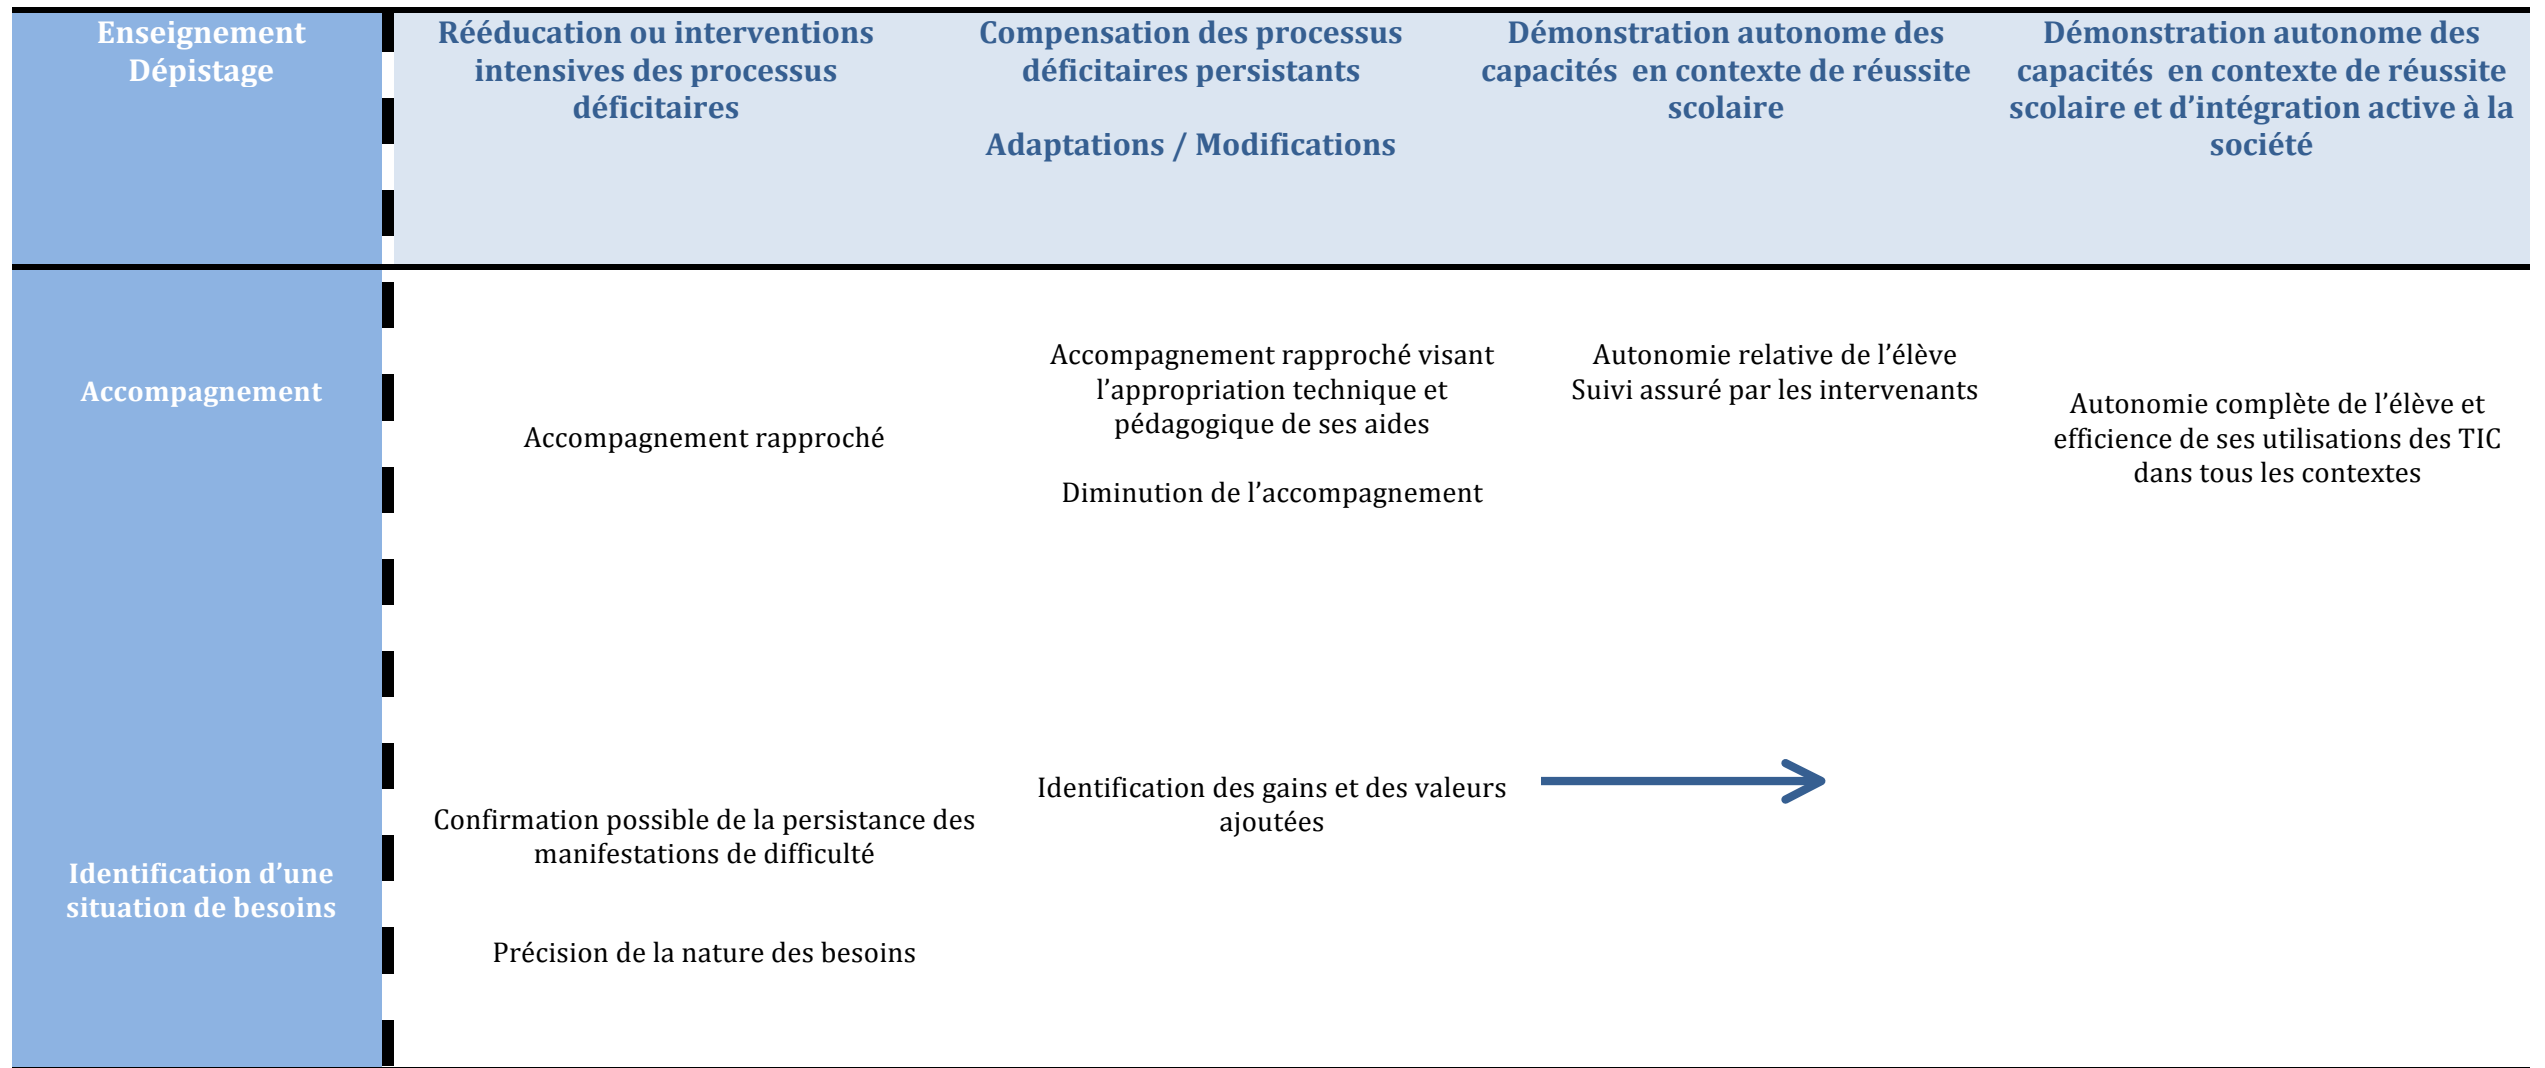 Enseignement
Dépistage
Rééducation ou interventions
intensives des processus
déficitaires
Compensation des processus
déficitaires persistants
Adaptations / Modifications
Démonstration autonome des
capacités  en contexte de réussite
scolaire
Démonstration autonome des
capacités  en contexte de réussite
scolaire et d’intégration active à la
société
Accompagnement
Accompagnement rapproché
Accompagnement rapproché visant
l’appropriation technique et
pédagogique de ses aides
Diminution de l’accompagnement
Autonomie relative de l’élève
Suivi assuré par les intervenants
Autonomie complète de l’élève et
efficience de ses utilisations des TIC
dans tous les contextes
Identification d’une
situation de besoins
Confirmation possible de la persistance des
manifestations de difficulté
Précision de la nature des besoins
Identification des gains et des valeurs
ajoutées